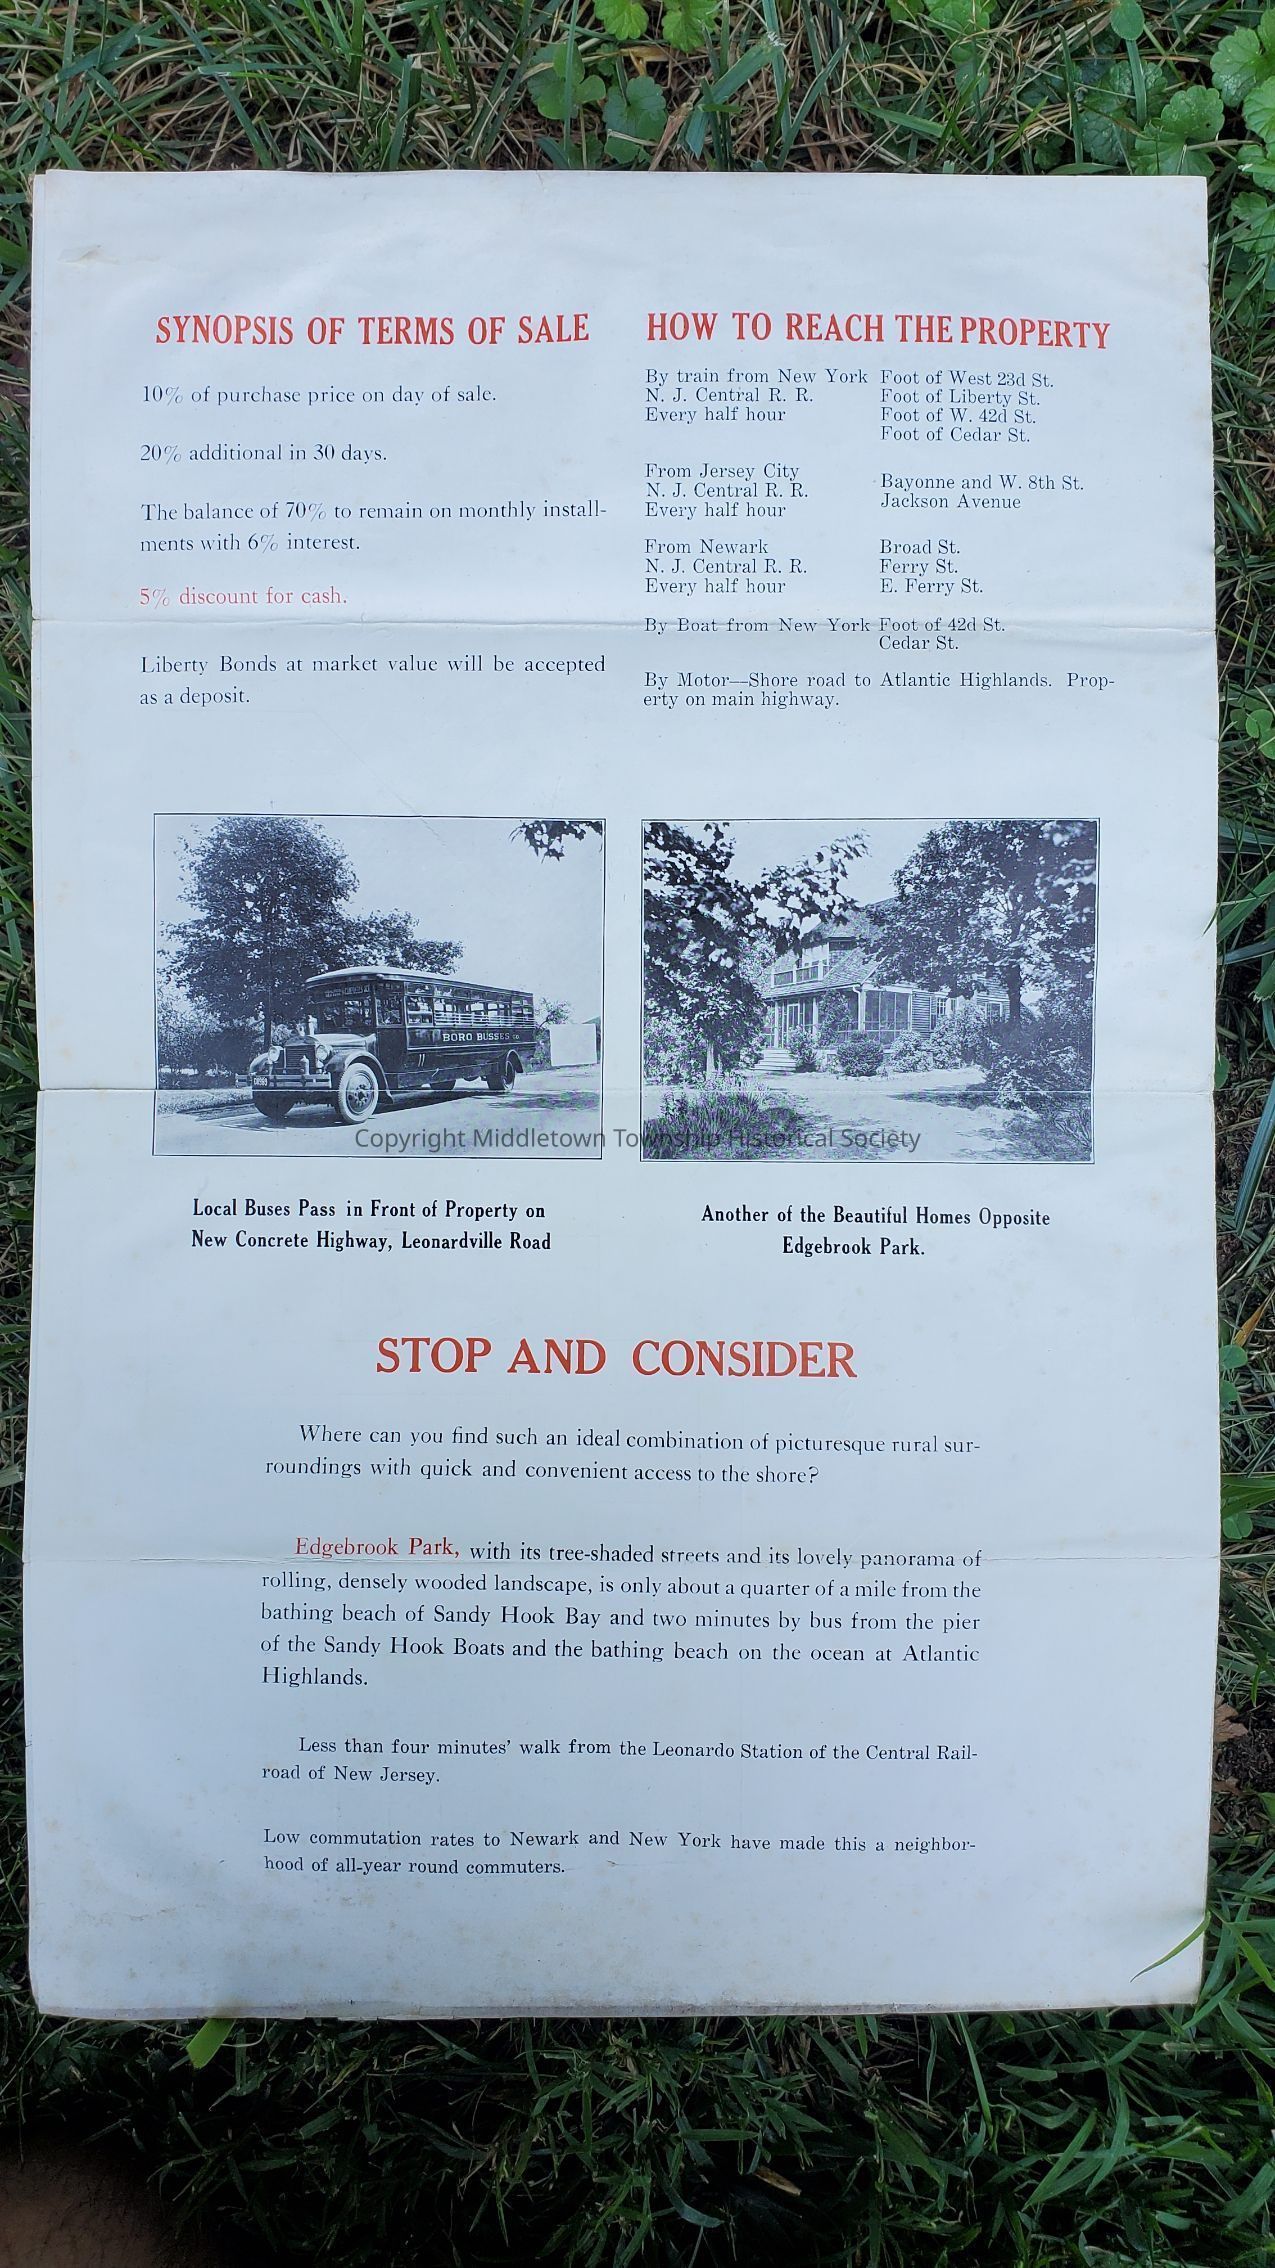 SYNOPSIS OF TERMS OF SALE
10% of purchase price on day of sale.
20% additional in 30 days.
The balance of 70% to remain on monthly install-
ments with 6% interest.
5% discount for cash.
Liberty Bonds at market value will be accepted
as a deposit.
HOW TO REACH THE PROPERTY
By train from New York Foot of West 23d St.
N. J. Central R. R. Foot of Liberty St.
Every half hour Foot of W. 42d St.
Foot of Cedar St.
From Jersey City
N. J. Central R. R. Bayonne and W. 8th St.
Every half hour Jackson Avenue
From Newark Broad St.
N. J. Central R. R. Ferry St.
Every half hour E. Ferry St.
By Boat from New York Foot of 42d St.
Cedar St.
By Motor—Shore road to Atlantic Highlands. Prop-
erty on main highway.
BORO BUSSES CO
Copyright Middletown Township Historical Society
Local Buses Pass in Front of Property on
New Concrete Highway, Leonardville Road
Another of the Beautiful Homes Opposite
Edgebrook Park.
STOP AND CONSIDER
Where can you find such an ideal combination of picturesque rural sur-
roundings with quick and convenient access to the shore?
Edgebrook Park, with its tree-shaded streets and its lovely panorama of
rolling, densely wooded landscape, is only about a quarter of a mile from the
bathing beach of Sandy Hook Bay and two minutes by bus from the pier
of the Sandy Hook Boats and the bathing beach on the ocean at Atlantic
Highlands.
Less than four minutes' walk from the Leonardo Station of the Central Rail-
road of New Jersey.
Low commutation rates to Newark and New York have made this a neighbor-
hood of all-year round commuters.